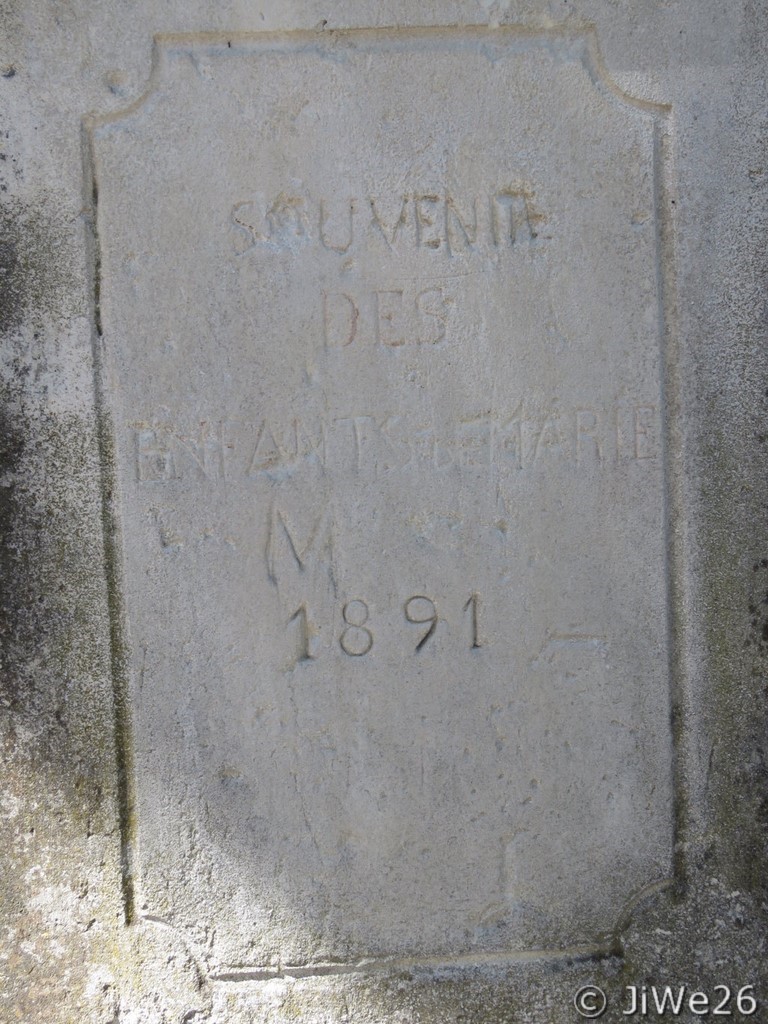 SOUVENIR
DES
ENFANTS DE MARIE
M
1891
© JiWe26